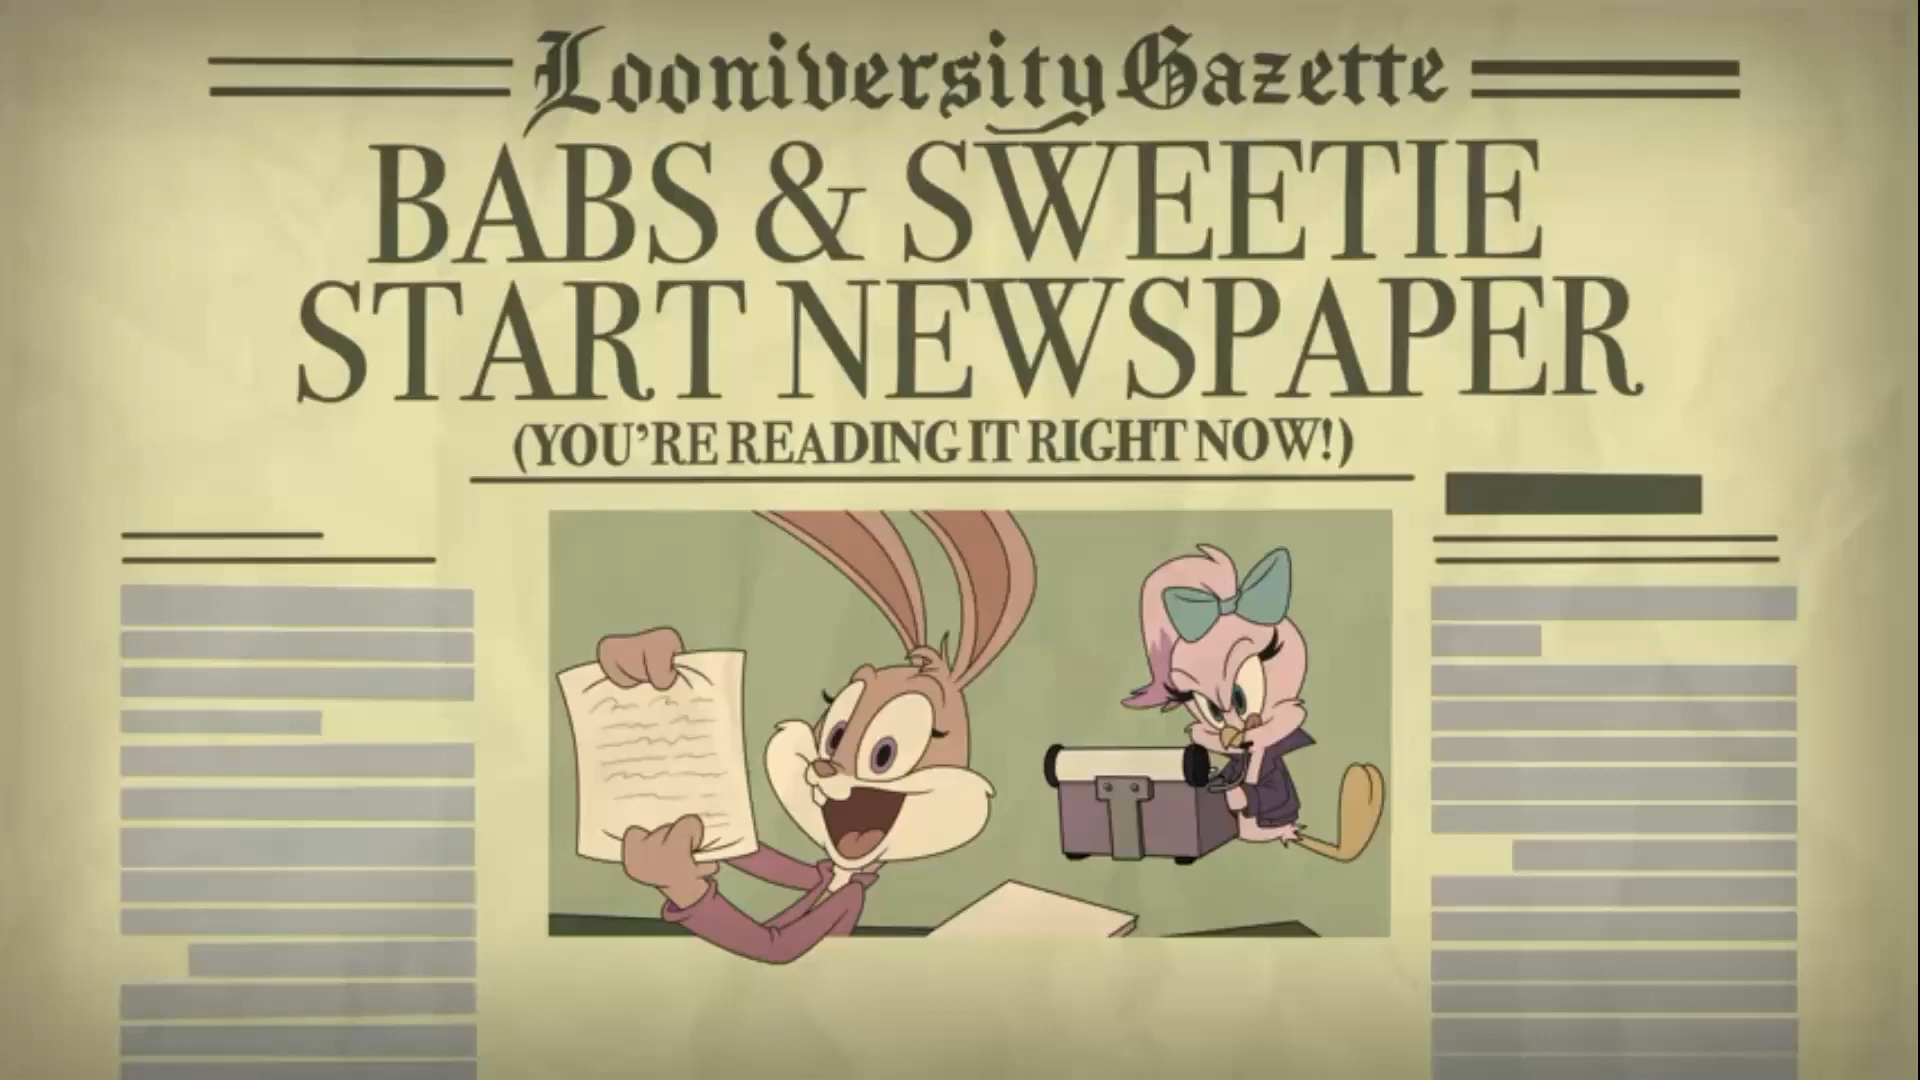 Looniversity Gazette
BABS & SWEETIE
START NEWSPAPER
(YOU'RE READING IT RIGHT NOW!)